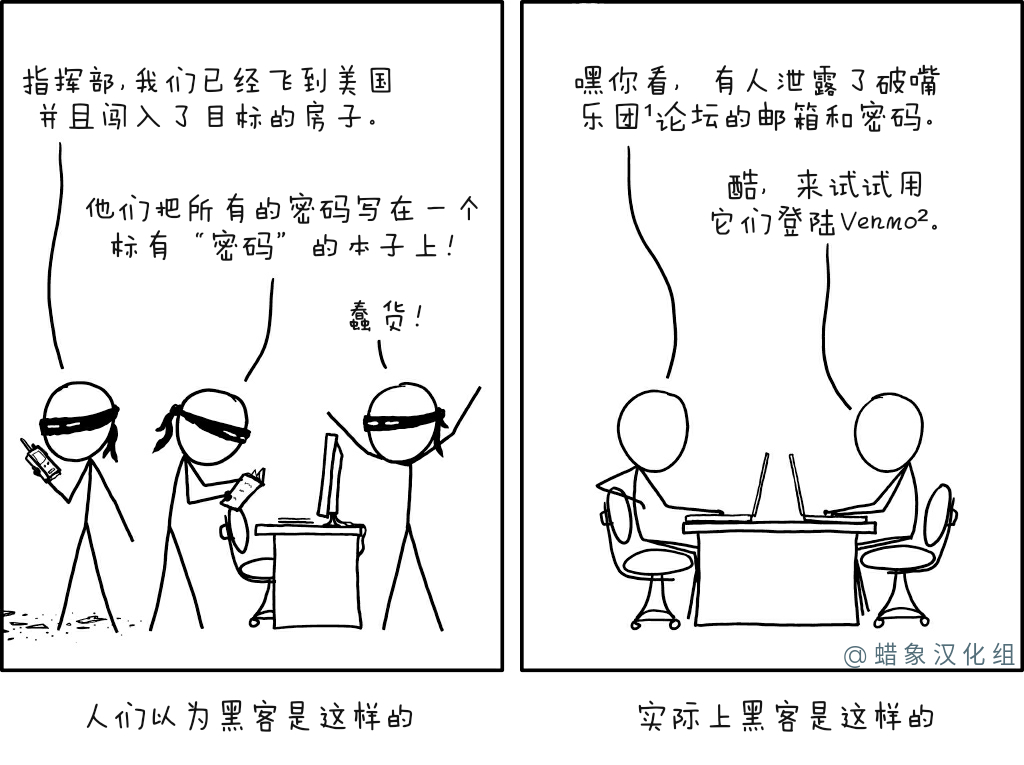 指挥部,我们已经飞到美国
并且闯入了目标的房子。
他们把所有的密码写在一个
标有“密码”的本子上!
蠢货!
嘿你看, 有人泄露了破嘴
乐团¹论坛的邮箱和密码。
酷, 来试试用
它们登陆Venmo²。
@蜡象汉化组
人们以为黑客是这样的
实际上黑客是这样的